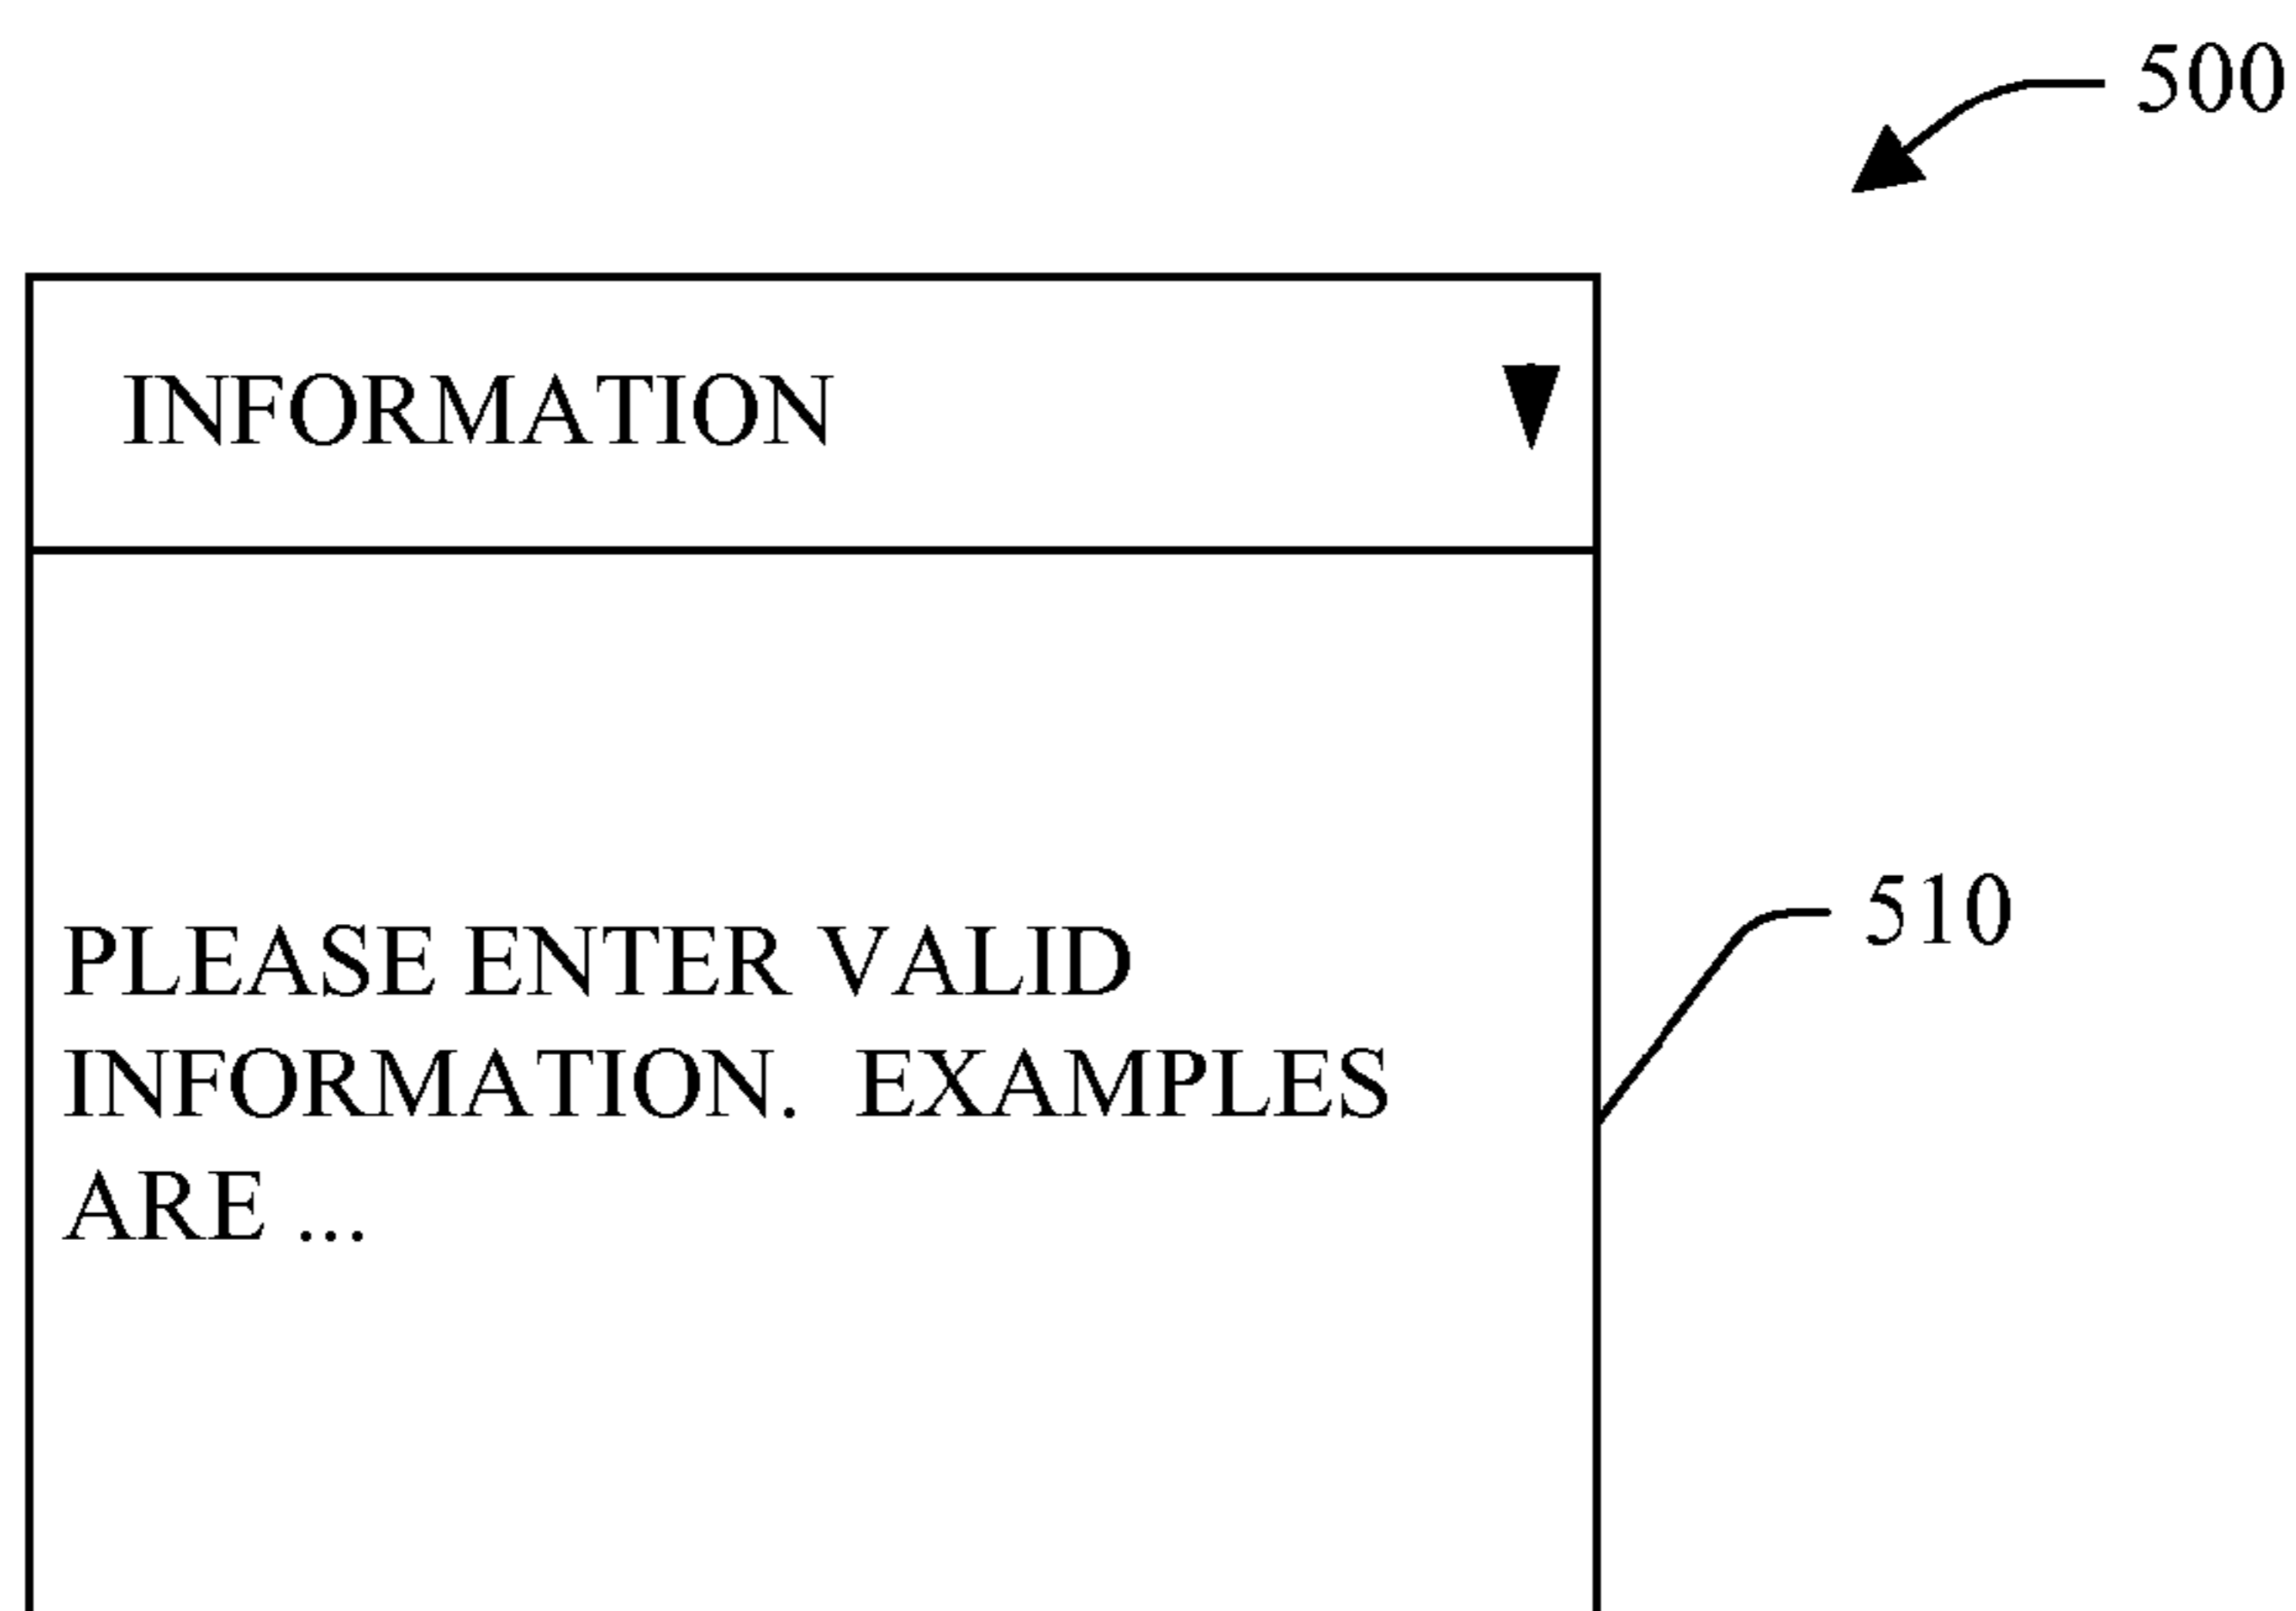 500
INFORMATION
510
PLEASE ENTER VALID
INFORMATION.  EXAMPLES
ARE ...